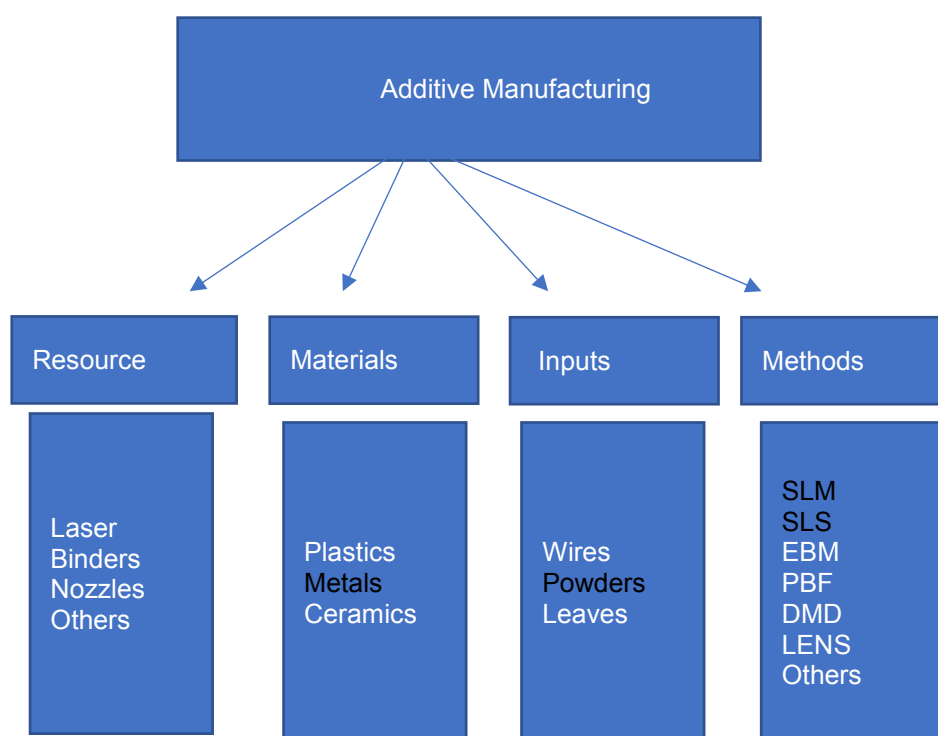 Additive Manufacturing
Resource
Materials
Inputs
Methods
Laser
Binders
Nozzles
Others
Plastics
Metals
Ceramics
Wires
Powders
Leaves
SLM
SLS
EBM
PBF
DMD
LENS
Others